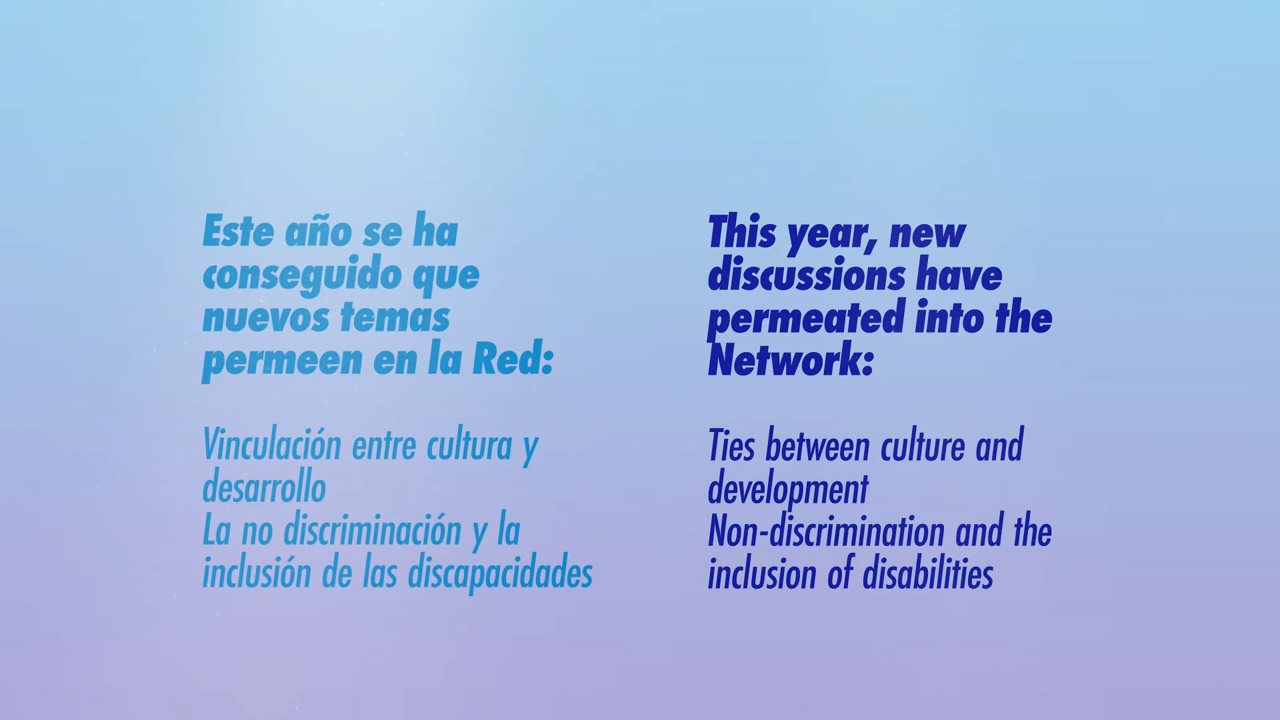 Este año se ha
conseguido que
nuevos temas
permeen en la Red:
Vinculación entre cultura y
desarrollo
La no discriminación y la
inclusión de las discapacidades
This year, new
discussions have
permeated into the
Network:
Ties between culture and
development
Non-discrimination and the
inclusion of disabilities